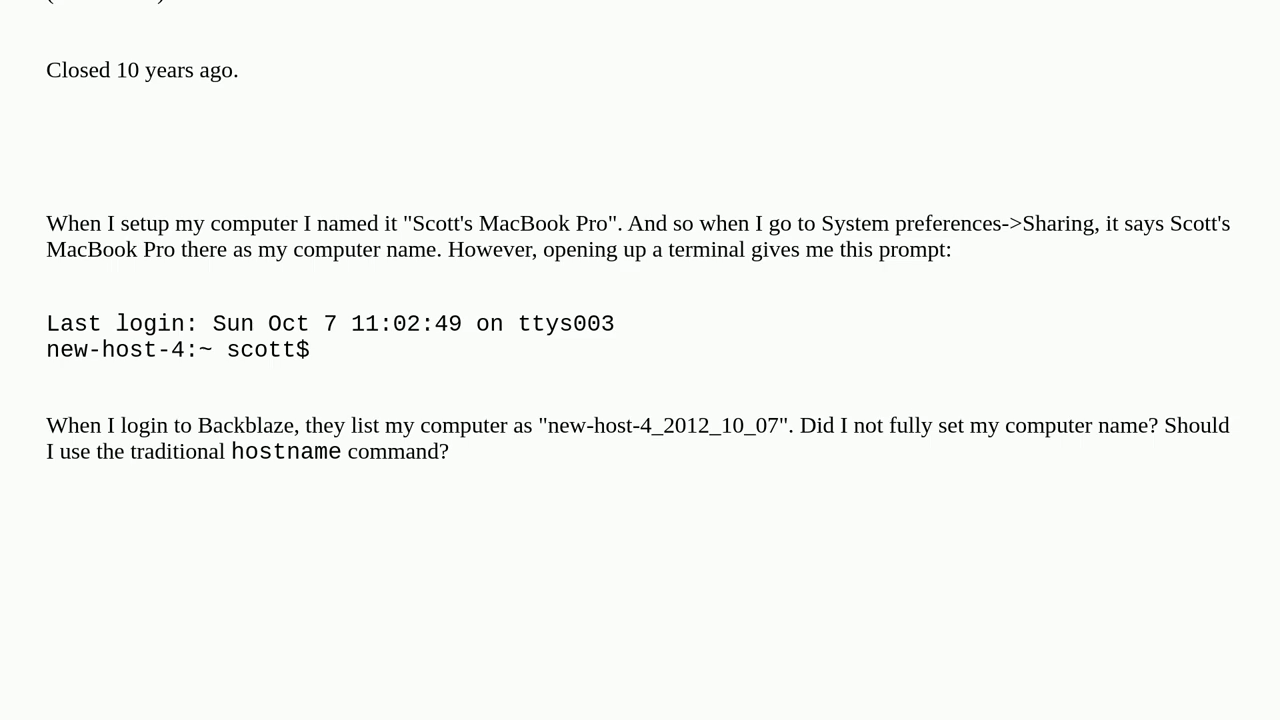 Closed 10 years ago.
When I setup my computer I named it "Scott's MacBook Pro". And so when I go to System preferences->Sharing, it says Scott's
MacBook Pro there as my computer name. However, opening up a terminal gives me this prompt:
Last login: Sun Oct 7 11:02:49 on ttys003
new-host-4:~ scott$
When I login to Backblaze, they list my computer as "new-host-4_2012_10_07". Did I not fully set my computer name? Should
I use the traditional hostname command?